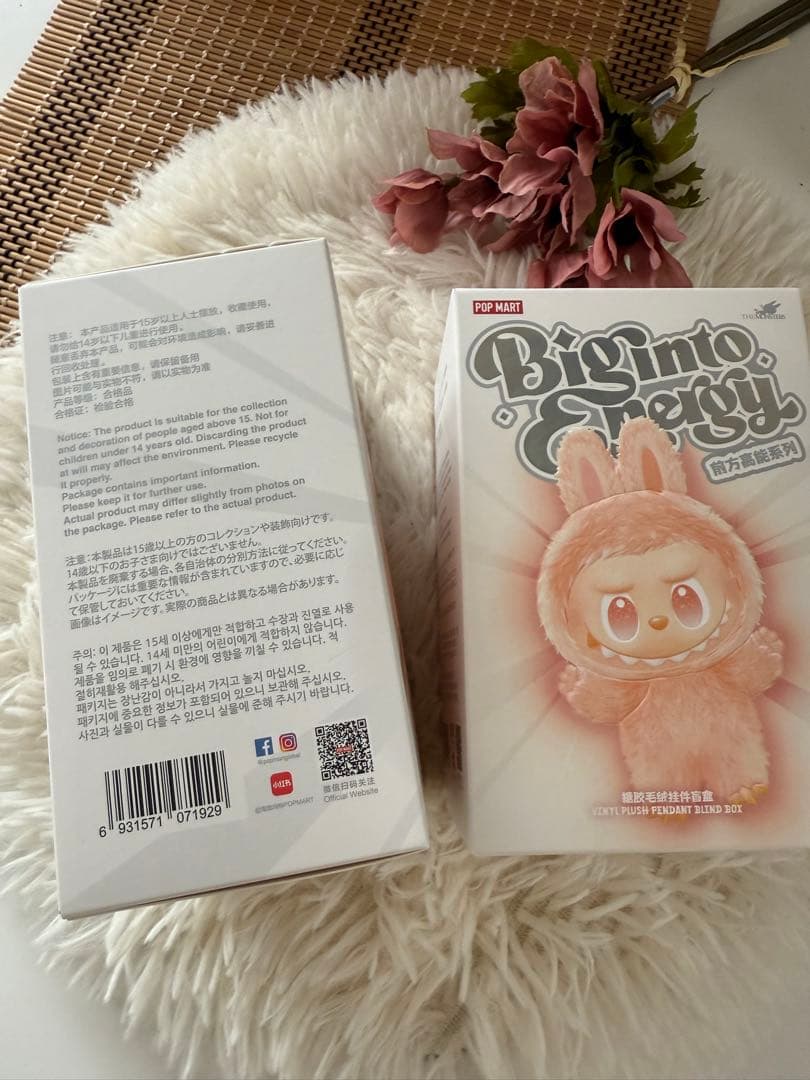 注意：本产品适用于15岁以上人士摆放，收藏使用，
请勿给14岁以下儿童进行使用。
随意丢弃本产品，可能会对环境造成影响，请妥善进
行回收处理。
包装上含有重要信息，请保留备用
图片可能与实物不符，请以实物为准
产品等级：合格品
合格证：检验合格
Notice: The product is suitable for the collection
and decoration of people aged above 15. Not for
children under 14 years old. Discarding the product
at will may affect the environment. Please recycle
it properly.
Package contains important information.
Please keep it for further use.
Actual product may differ slightly from photos on
the package. Please refer to the actual product.
注意：本製品は15歳以上の方のコレクションや装飾向けです。
14歳以下のお子さま向けではございません。
本製品を廃棄する場合、各自治体の分別方法に従ってください。
パッケージには重要な情報が含まれていますので、必要に応じ
て保管しておいてください。
画像はイメージです。実際の商品とは異なる場合があります。
주의: 이 제품은 15세 이상에게만 적합하고 수장과 진열로 사용
될 수 있습니다. 14세 미만의 어린이에게 적합하지 않습니다.
제품을 임의로 폐기 시 환경에 영향을 끼칠 수 있습니다. 적
절히재활용 해주십시오.
패키지는 장난감이 아니라서 가지고 놀지 마십시오.
패키지에 중요한 정보가 포함되어 있으니 보관해 주십시오.
사진과 실물이 다를 수 있으니 실물에 준해 주시기 바랍니다.
6 931571 071929
@popmartglobal
小红书
POPMART
微信扫码关注
Official Website
POP MART
THE MONSTERS
Big into
Energy
前方高能系列
搪胶毛绒挂件盲盒
VINYL PLUSH PENDANT BLIND BOX